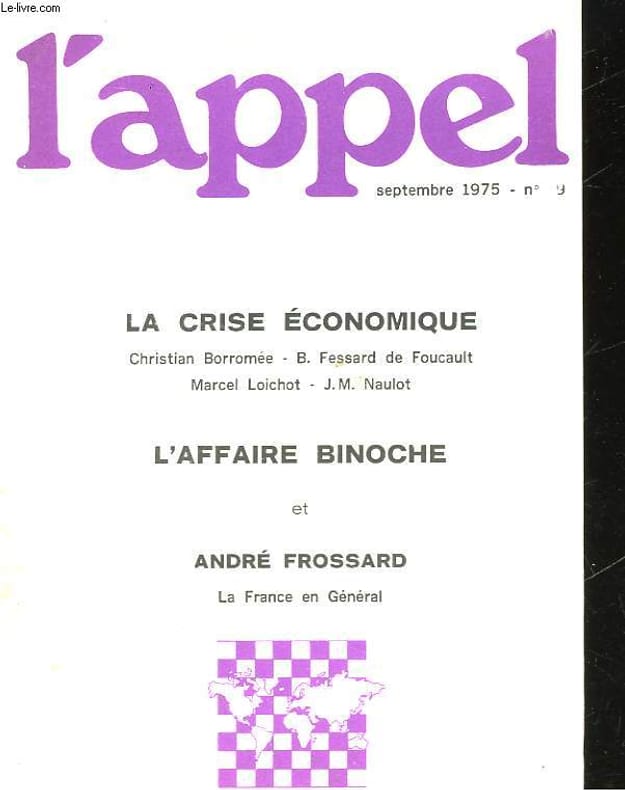 Le-livre.com
l'appel
septembre 1975 - n° 9
LA CRISE ÉCONOMIQUE
Christian Borromée - B. Fessard de Foucault
Marcel Loichot - J.M. Naulot
L'AFFAIRE BINOCHE
et
ANDRÉ FROSSARD
La France en Général